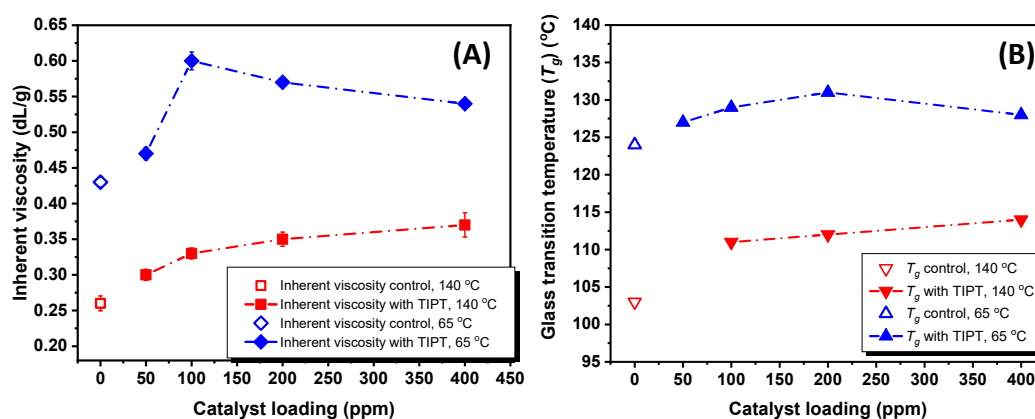 (A)
Inherent viscosity (dL/g)
0.65
0.60
0.55
0.50
0.45
0.40
0.35
0.30
0.25
0.20
Inherent viscosity control, 140 °C
Inherent viscosity with TIPT, 140 °C
Inherent viscosity control, 65 °C
Inherent viscosity with TIPT, 65 °C
0 50 100 150 200 250 300 350 400 450
Catalyst loading (ppm)
(B)
Glass transition temperature (Tg) (°C)
140
135
130
125
120
115
110
105
100
95
Tg control, 140 °C
Tg with TIPT, 140 °C
Tg control, 65 °C
Tg with TIPT, 65 °C
0 50 100 150 200 250 300 350 400
Catalyst loading (ppm)